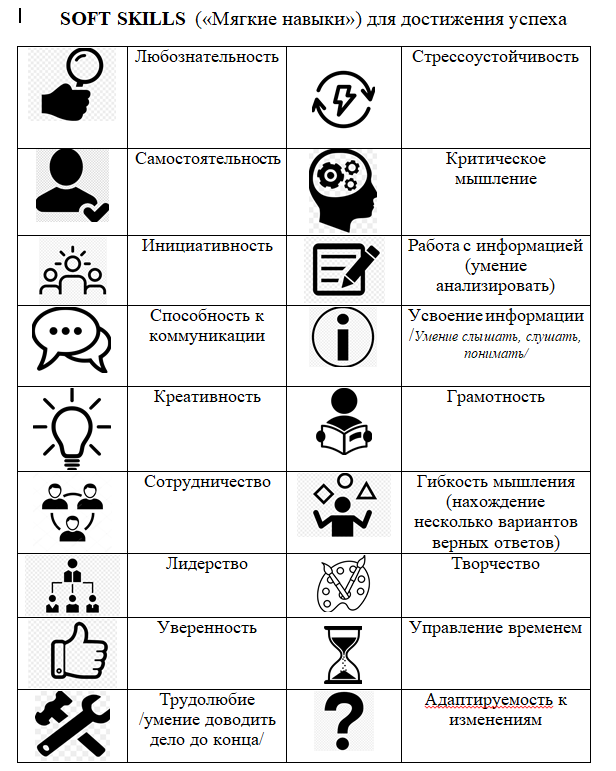 SOFT SKILLS («Мягкие навыки») для достижения успеха
Любознательность
Стрессоустойчивость
Самостоятельность
Критическое
мышление
Инициативность
Работа с информацией
(умение
анализировать)
Способность к
коммуникации
Усвоение информации
/Умение слышать, слушать,
понимать/
Креативность
Грамотность
Сотрудничество
Гибкость мышления
(нахождение
несколько вариантов
верных ответов)
Лидерство
Творчество
Уверенность
Управление временем
Трудолюбие
/умение доводить
дело до конца/
Адаптируемость к
изменениям